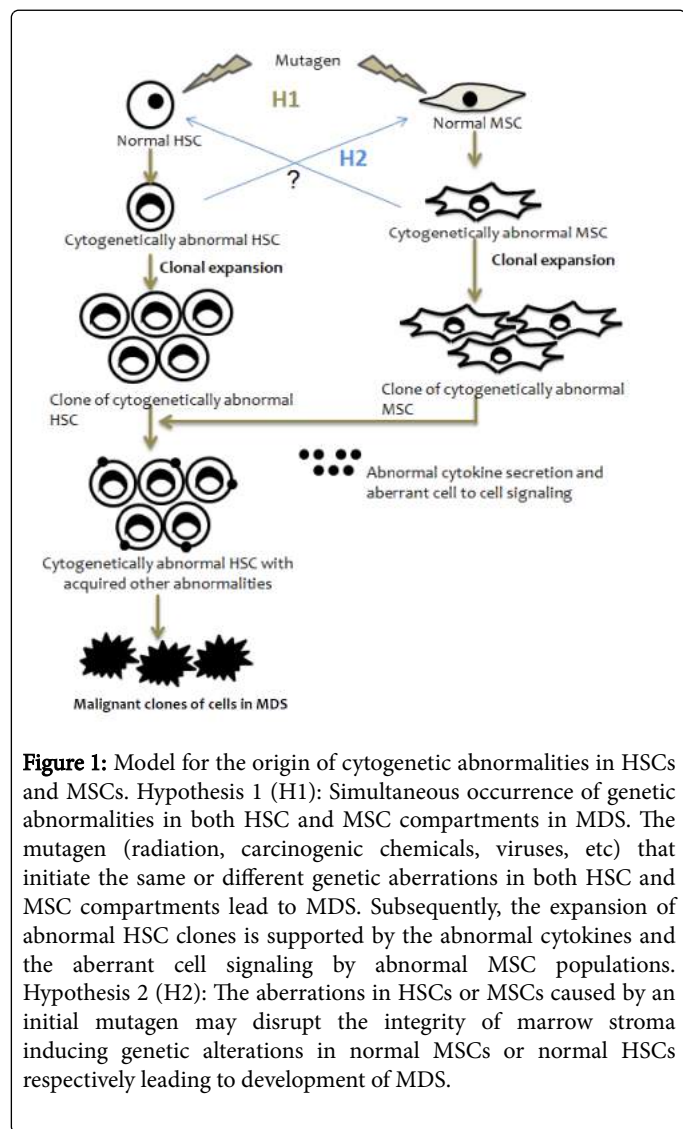 Mutagen
H1
Normal HSC
Normal MSC
H2
?
Cytogenetically abnormal HSC
Cytogenetically abnormal MSC
Clonal expansion
Clonal expansion
Clone of cytogenetically abnormal
HSC
Clone of cytogenetically abnormal
MSC
Abnormal cytokine secretion and
aberrant cell to cell signaling
Cytogenetically abnormal HSC with
acquired other abnormalities
Malignant clones of cells in MDS
Figure 1: Model for the origin of cytogenetic abnormalities in HSCs
and MSCs. Hypothesis 1 (H1): Simultaneous occurrence of genetic
abnormalities in both HSC and MSC compartments in MDS. The
mutagen (radiation, carcinogenic chemicals, viruses, etc) that
initiate the same or different genetic aberrations in both HSC and
MSC compartments lead to MDS. Subsequently, the expansion of
abnormal HSC clones is supported by the abnormal cytokines and
the aberrant cell signaling by abnormal MSC populations.
Hypothesis 2 (H2): The aberrations in HSCs or MSCs caused by an
initial mutagen may disrupt the integrity of marrow stroma
inducing genetic alterations in normal MSCs or normal HSCs
respectively leading to development of MDS.